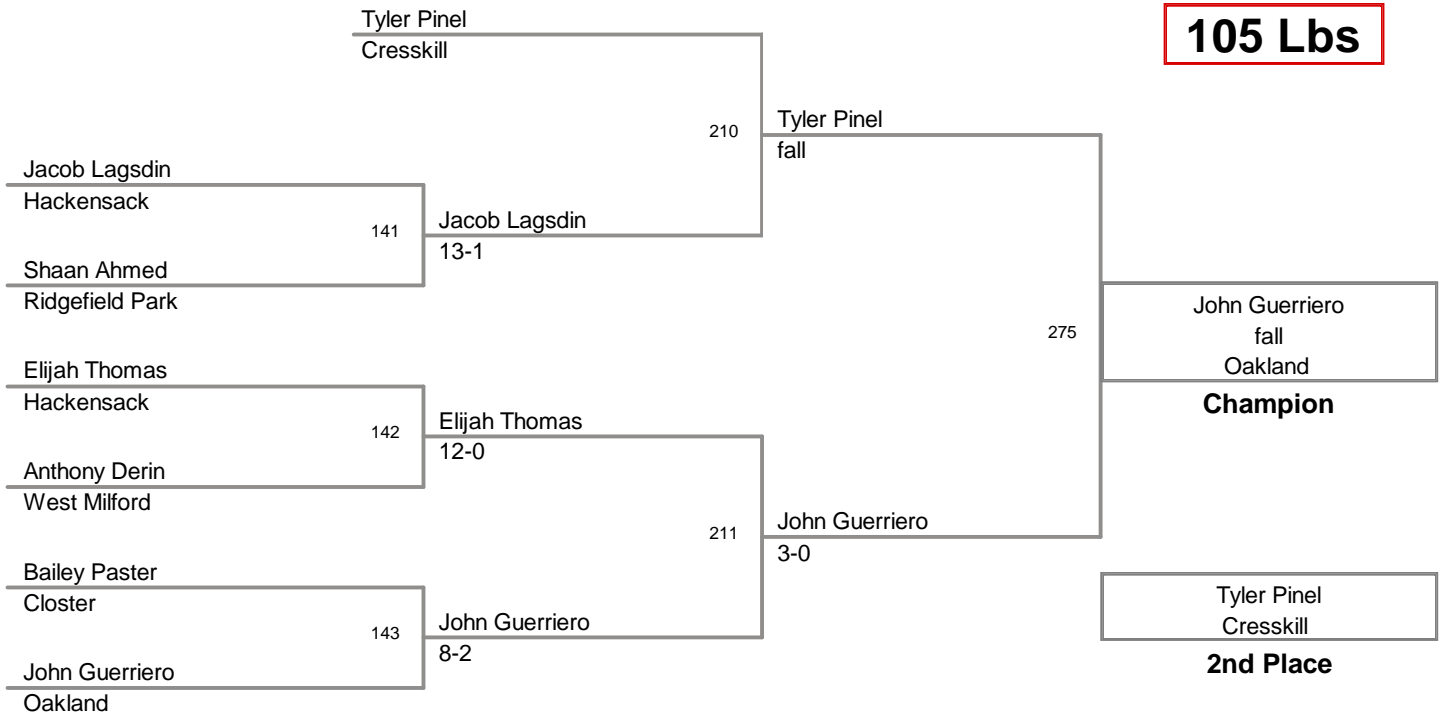 Tyler Pinel
Cresskill
105 Lbs
210
Tyler Pinel
fall
Jacob Lagsdin
Hackensack
141
Jacob Lagsdin
13-1
Shaan Ahmed
Ridgefield Park
275
John Guerriero
fall
Oakland
Champion
Elijah Thomas
Hackensack
142
Elijah Thomas
12-0
Anthony Derin
West Milford
211
John Guerriero
3-0
Bailey Paster
Closter
143
John Guerriero
8-2
John Guerriero
Oakland
Tyler Pinel
Cresskill
2nd Place